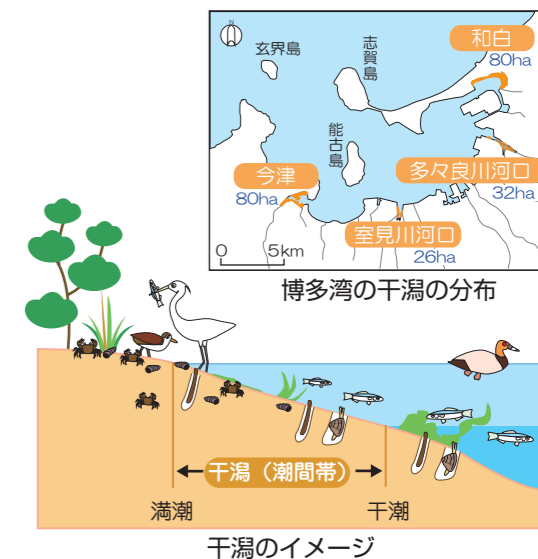 N
玄界島
志賀島
能古島
和白
80ha
多々良川河口
32ha
今津
80ha
室見川河口
26ha
0 5km
博多湾の干潟の分布
干潟（潮間帯）
満潮
干潮
干潟のイメージ